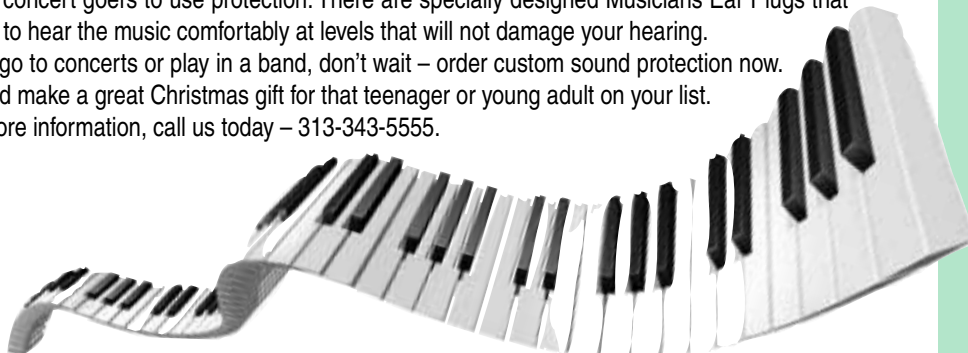 concert goers to use protection. There are specially designed Musicians Ear Plugs that
to hear the music comfortably at levels that will not damage your hearing.
go to concerts or play in a band, don’t wait – order custom sound protection now.
make a great Christmas gift for that teenager or young adult on your list.
information, call us today – 313-343-5555.